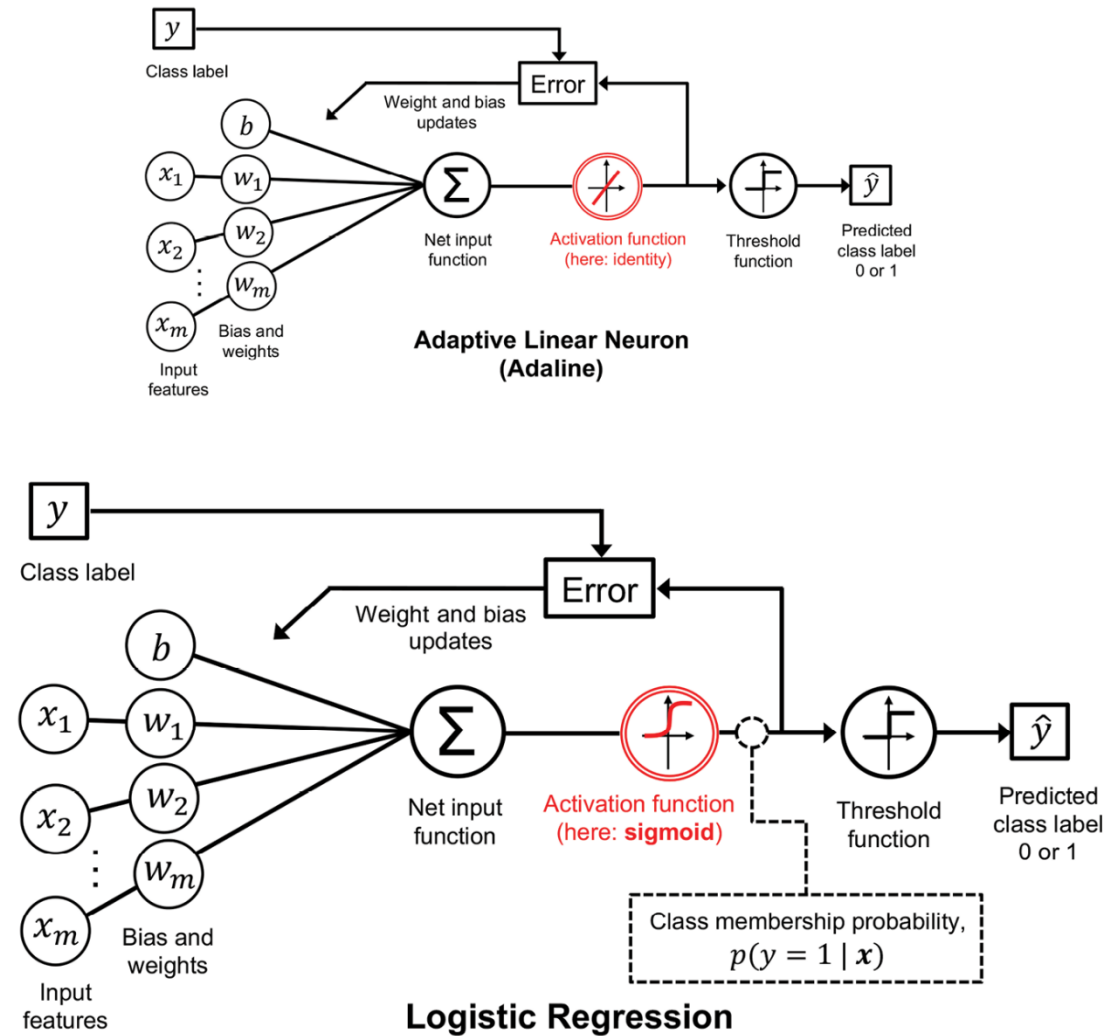 y
Class label
Error
Weight and bias
updates
b
x₁
w₁
x₂
w₂
⋮
xₘ
wₘ
Bias and
weights
Input
features
Σ
Net input
function
Activation function
(here: identity)
Threshold
function
ŷ
Predicted
class label
0 or 1
Adaptive Linear Neuron
(Adaline)
y
Class label
Error
Weight and bias
updates
b
x₁
w₁
x₂
w₂
⋮
xₘ
wₘ
Bias and
weights
Input
features
Σ
Net input
function
Activation function
(here: sigmoid)
Threshold
function
ŷ
Predicted
class label
0 or 1
Class membership probability,
p(y = 1 | x)
Logistic Regression